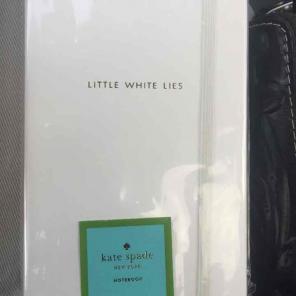 LITTLE WHITE LIES
kate spade
NEW YORK
NOTEBOOK